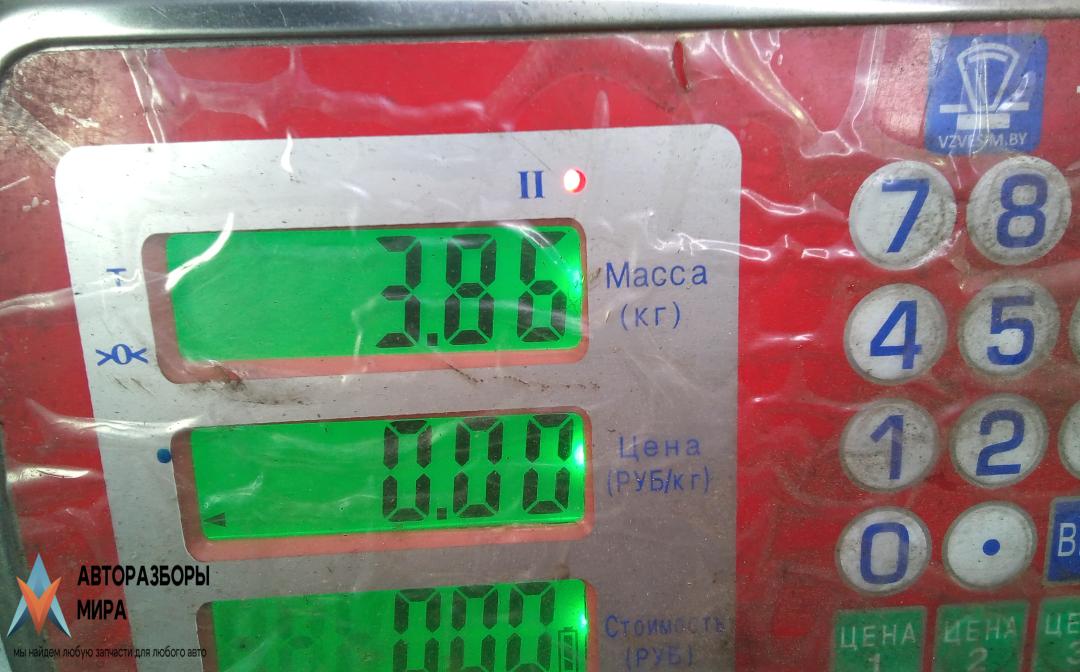 VZVESIM.BY
II
7 8
3.86
Масса
(кг)
T
>0<
4 5
0.00
Цена
(РУБ/кг)
1 2
0
АВТОРАЗБОРЫ
МИРА
мы найдем любую запчасти для любого авто
Стоимость
(РУБ)
ЦЕНА ЦЕНА
1 2